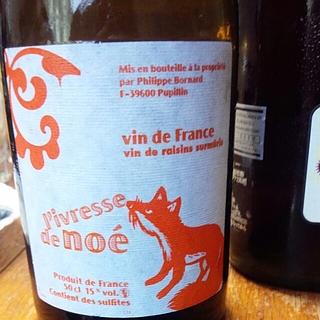 Mis en bouteille à la propriété
par Philippe Bornard
F-39600 Pupillin
vin de France
vin de raisins surmûris
l'ivresse
de noé
Produit de France
50 cl 15% vol.
Contient des sulfites